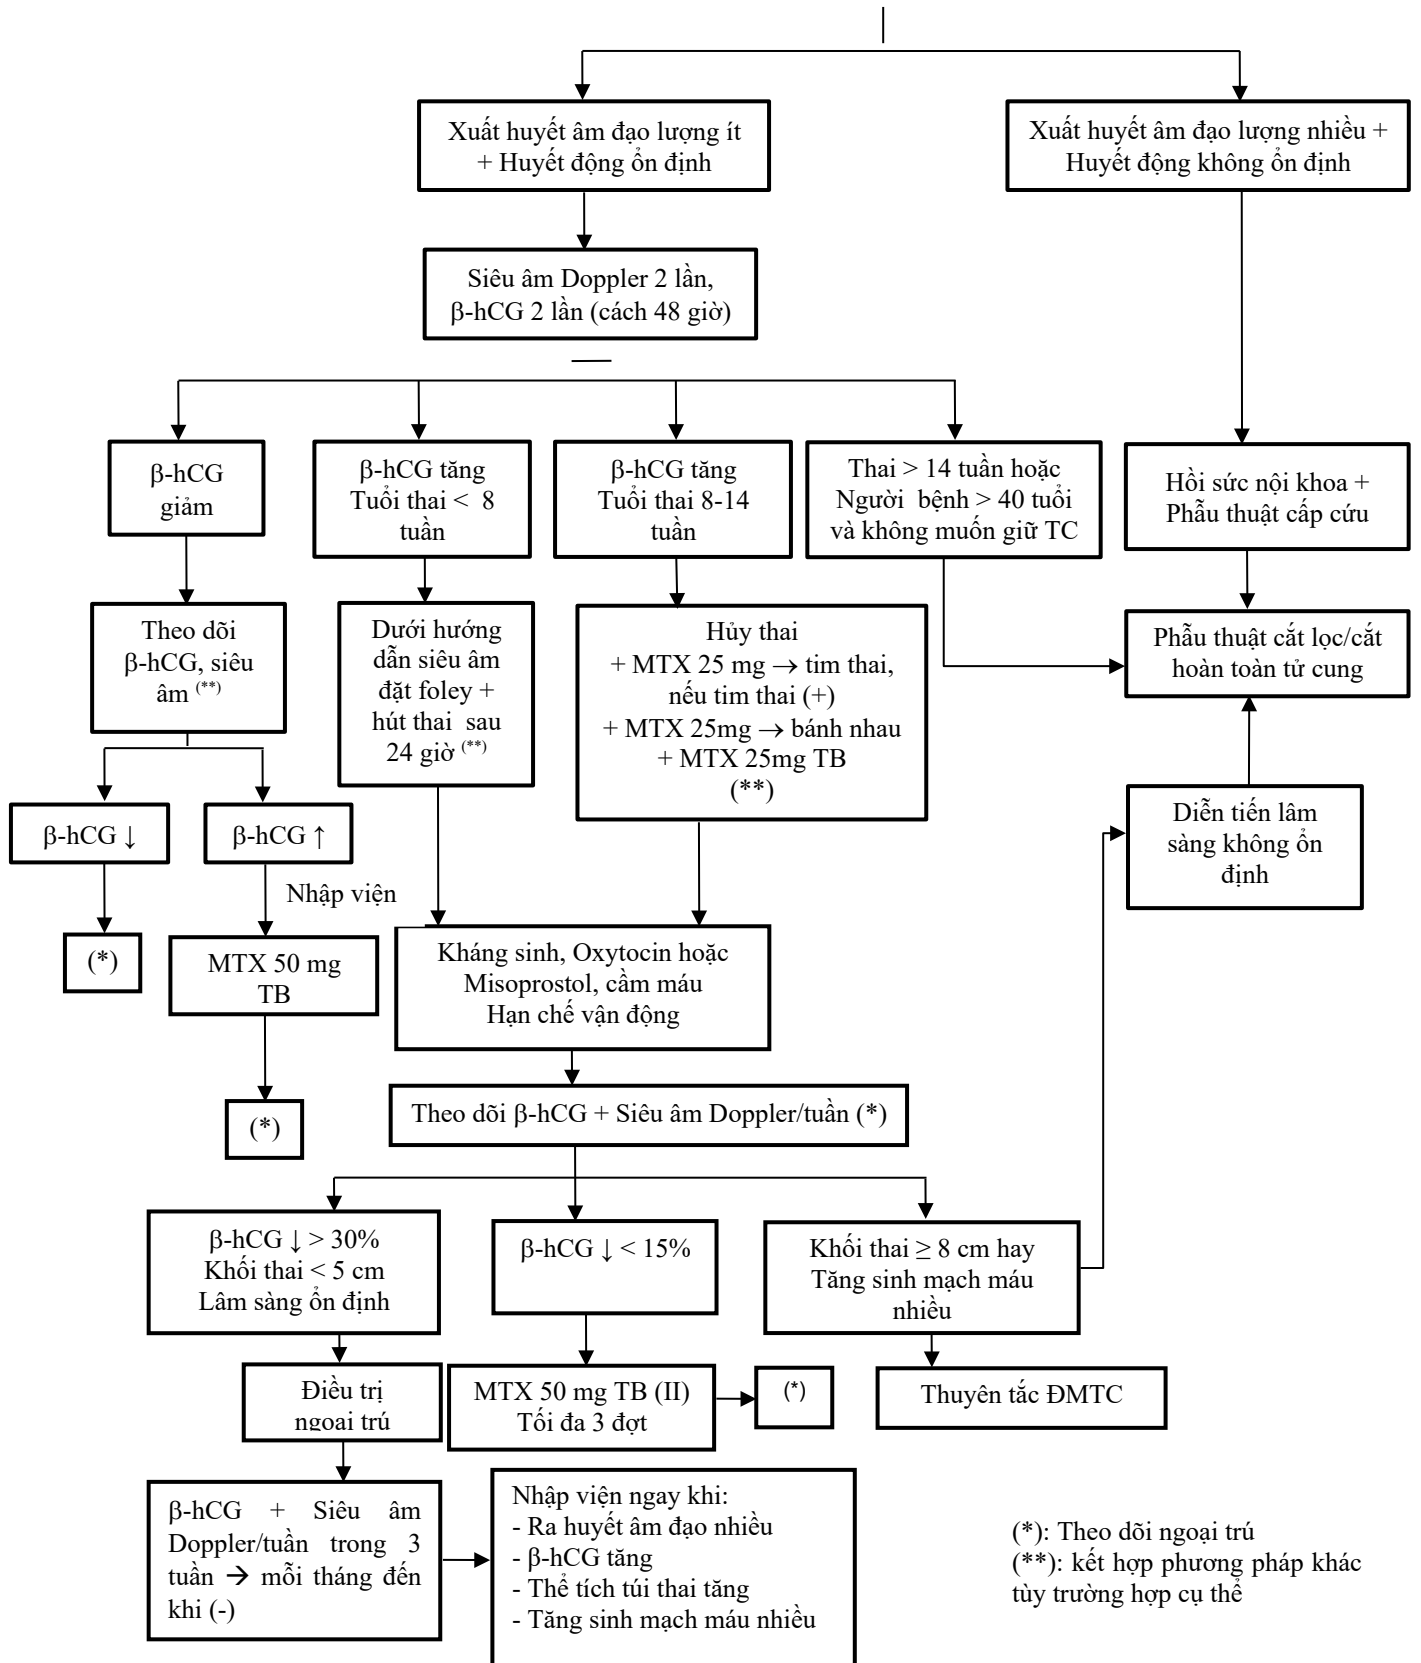 Xuất huyết âm đạo lượng ít
+ Huyết động ổn định
Xuất huyết âm đạo lượng nhiều +
Huyết động không ổn định
Siêu âm Doppler 2 lần,
β-hCG 2 lần (cách 48 giờ)
β-hCG
giảm
β-hCG tăng
Tuổi thai < 8
tuần
β-hCG tăng
Tuổi thai 8-14
tuần
Thai > 14 tuần hoặc
Người bệnh > 40 tuổi
và không muốn giữ TC
Hồi sức nội khoa +
Phẫu thuật cấp cứu
Theo dõi
β-hCG, siêu
âm (**)
Dưới hướng
dẫn siêu âm
đặt foley +
hút thai sau
24 giờ (**)
Hủy thai
+ MTX 25 mg → tim thai,
nếu tim thai (+)
+ MTX 25mg → bánh nhau
+ MTX 25mg TB
(**)
Phẫu thuật cắt lọc/cắt
hoàn toàn tử cung
β-hCG ↓
β-hCG ↑
Diễn tiến lâm
sàng không ổn
định
Nhập viện
(*)
MTX 50 mg
TB
Kháng sinh, Oxytocin hoặc
Misoprostol, cầm máu
Hạn chế vận động
(*)
Theo dõi β-hCG + Siêu âm Doppler/tuần (*)
β-hCG ↓ > 30%
Khối thai < 5 cm
Lâm sàng ổn định
β-hCG ↓ < 15%
Khối thai ≥ 8 cm hay
Tăng sinh mạch máu
nhiều
Điều trị
ngoại trú
MTX 50 mg TB (II)
Tối đa 3 đợt
(*)
Thuyên tắc ĐMTC
β-hCG + Siêu âm
Doppler/tuần trong 3
tuần → mỗi tháng đến
khi (-)
Nhập viện ngay khi:
- Ra huyết âm đạo nhiều
- β-hCG tăng
- Thể tích túi thai tăng
- Tăng sinh mạch máu nhiều
(*): Theo dõi ngoại trú
(**): kết hợp phương pháp khác
tùy trường hợp cụ thể